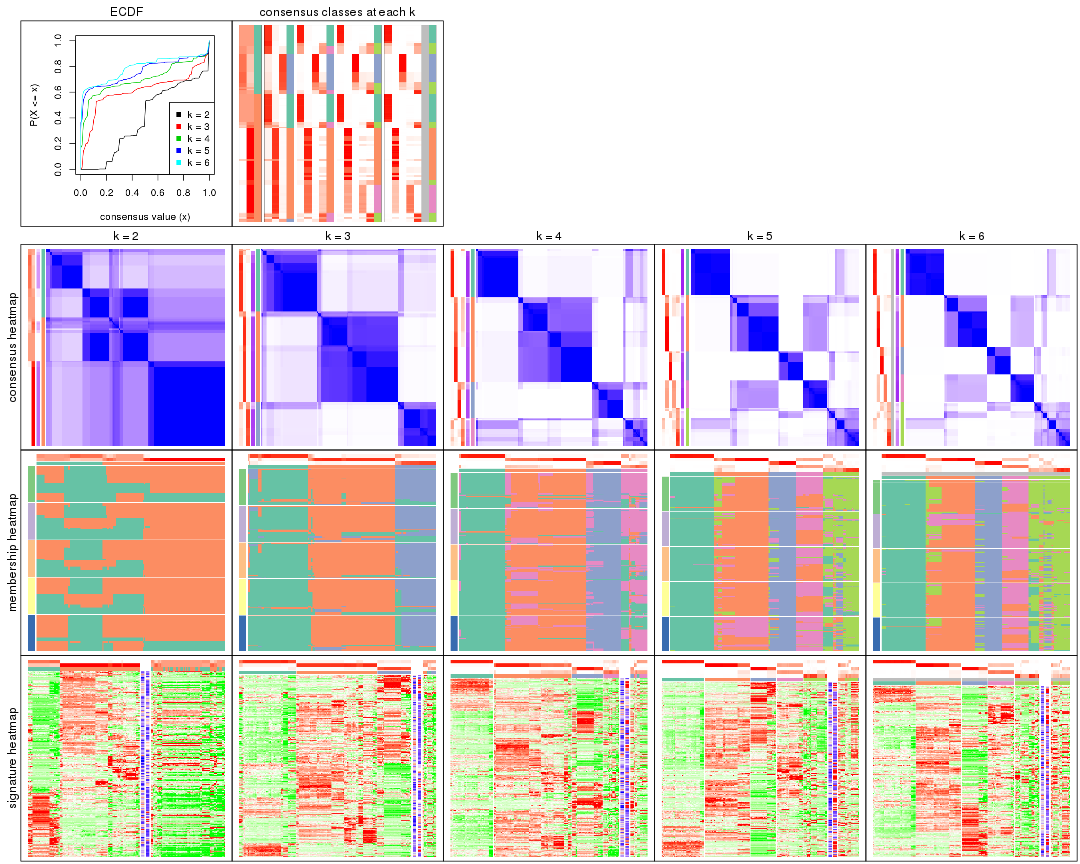 ECDF
consensus classes at each k
P(X <= x)
1.0
0.8
0.6
0.4
0.2
0.0
k = 2
k = 3
k = 4
k = 5
k = 6
0.0 0.2 0.4 0.6 0.8 1.0
consensus value (x)
k = 2
k = 3
k = 4
k = 5
k = 6
consensus heatmap
membership heatmap
signature heatmap